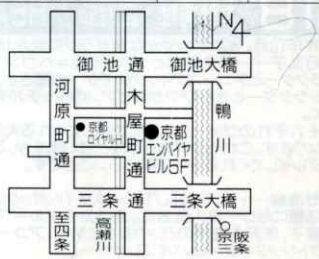 N
御池通
御池大橋
河原町通
木屋町通
鴨川
京都
ロイヤルH
京都
エンパイヤ
ビル5F
三条通
三条大橋
至四条
高瀬川
京阪
三条